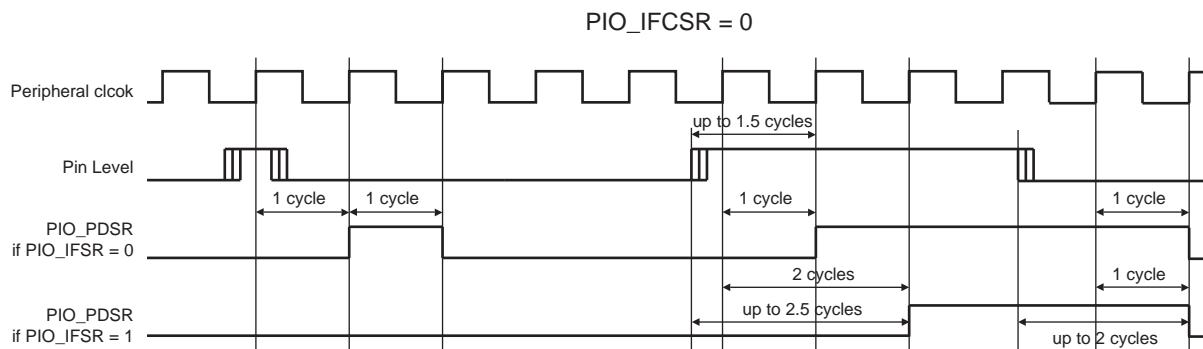 PIO_IFCSR = 0
Peripheral clcok
up to 1.5 cycles
Pin Level
1 cycle
1 cycle
1 cycle
1 cycle
PIO_PDSR
if PIO_IFSR = 0
2 cycles
1 cycle
PIO_PDSR
if PIO_IFSR = 1
up to 2.5 cycles
up to 2 cycles